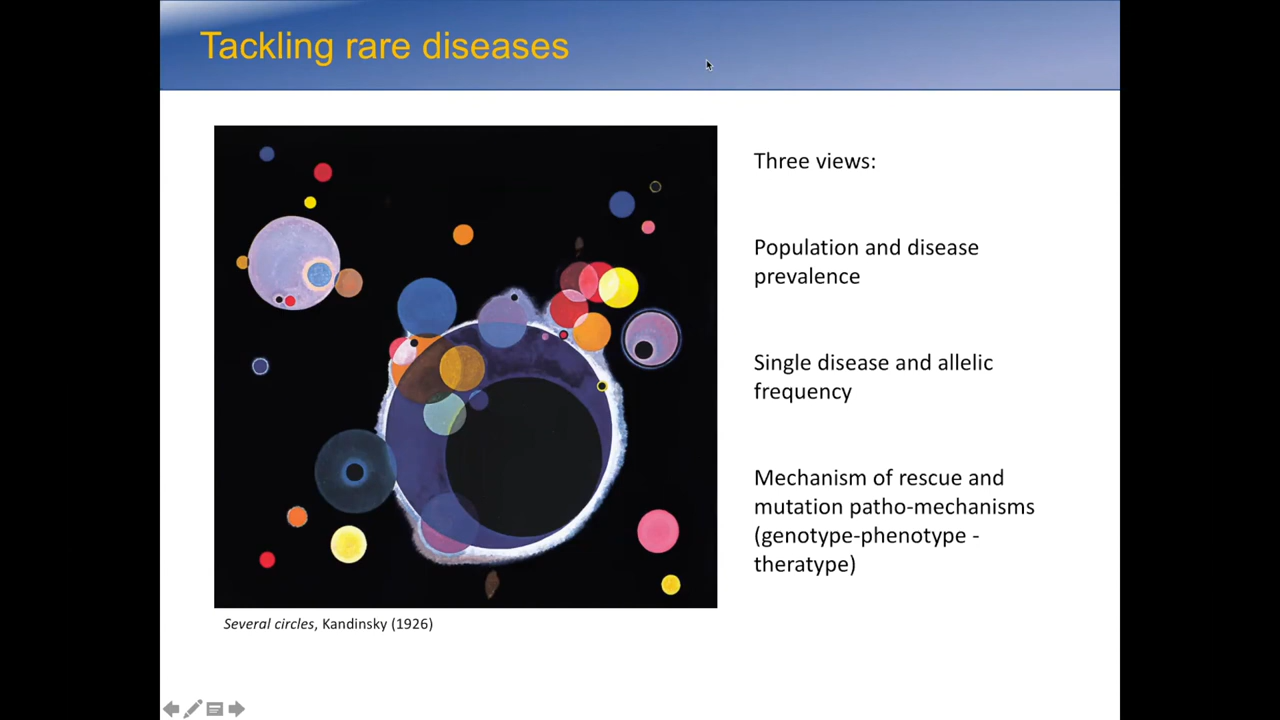 Tackling rare diseases
Three views:
Population and disease
prevalence
Single disease and allelic
frequency
Mechanism of rescue and
mutation patho-mechanisms
(genotype-phenotype -
theratype)
Several circles, Kandinsky (1926)